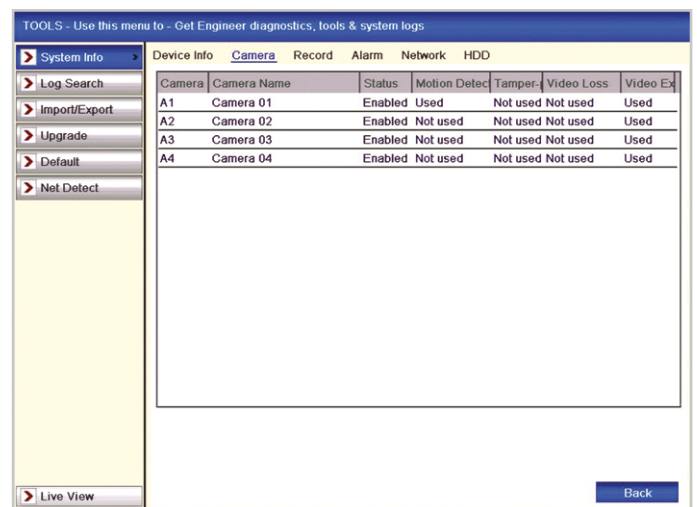 TOOLS - Use this menu to - Get Engineer diagnostics, tools & system logs
System Info
Log Search
Import/Export
Upgrade
Default
Net Detect
Live View
Device Info Camera Record Alarm Network HDD
Camera Camera Name Status Motion Detec Tamper- Video Loss Video Ex
A1 Camera 01 Enabled Used Not used Not used Used
A2 Camera 02 Enabled Not used Not used Not used Used
A3 Camera 03 Enabled Not used Not used Not used Used
A4 Camera 04 Enabled Not used Not used Not used Used
Back